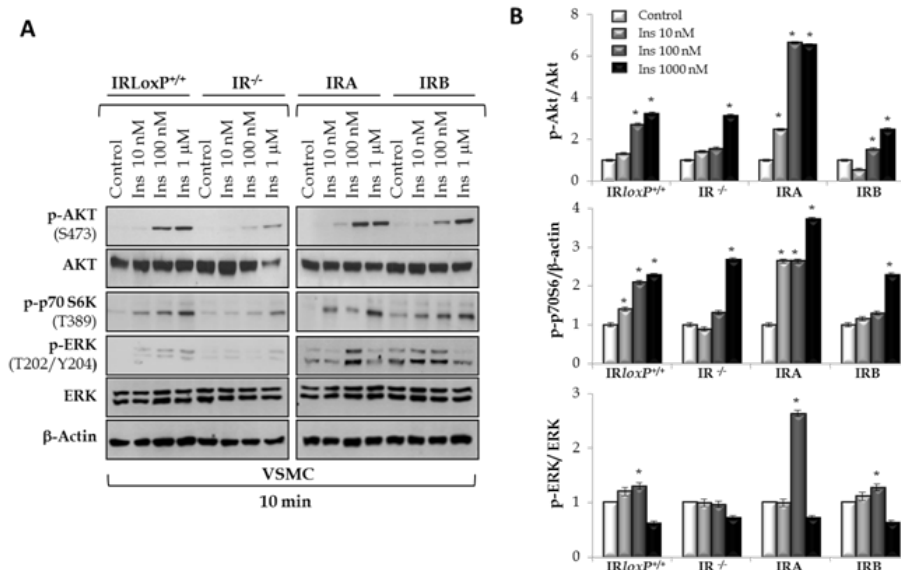 A
IRLoxP+/+ IR-/- IRA IRB
Control Ins 10 nM Ins 100 nM Ins 1 µM Control Ins 10 nM Ins 100 nM Ins 1 µM Control Ins 10 nM Ins 100 nM Ins 1 µM Control Ins 10 nM Ins 100 nM Ins 1 µM
p-AKT
(S473)
AKT
p-p70 S6K
(T389)
p-ERK
(T202/Y204)
ERK
β-Actin
VSMC
10 min
B
Control
Ins 10 nM
Ins 100 nM
Ins 1000 nM
p-Akt/Akt
8
6
4
2
0
* * * * * * * * *
IRloxP+/+ IR -/- IRA IRB
p-p70S6/β-actin
4
3
2
1
0
* * * * * * * *
IRloxP+/+ IR -/- IRA IRB
p-ERK/ ERK
3
2
1
0
* * *
IRloxP+/+ IR -/- IRA IRB